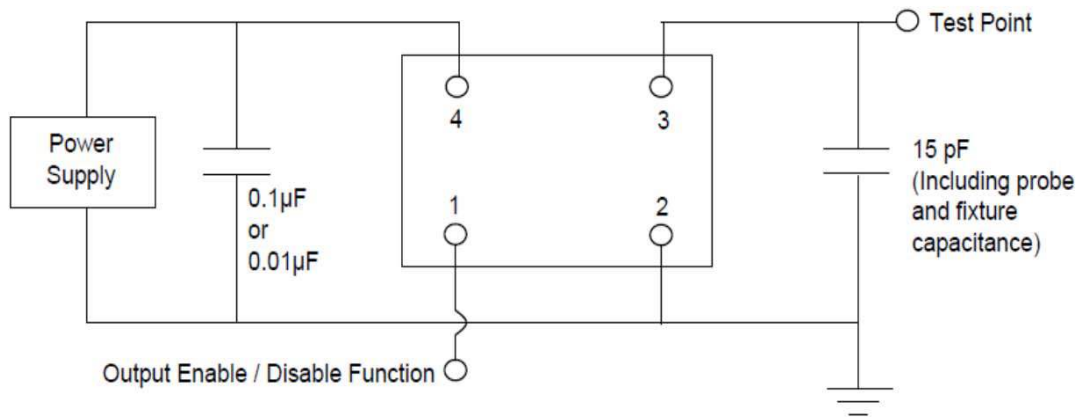 Test Point
4
3
Power
Supply
0.1µF
or
0.01µF
1
2
15 pF
(Including probe
and fixture
capacitance)
Output Enable / Disable Function